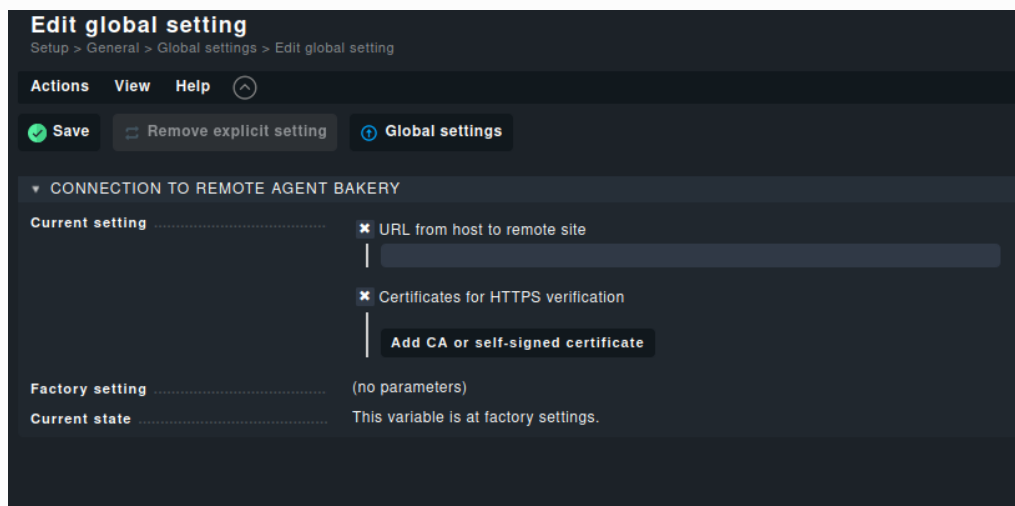 Edit global setting
Setup > General > Global settings > Edit global setting
Actions View Help
Save Remove explicit setting Global settings
CONNECTION TO REMOTE AGENT BAKERY
Current setting URL from host to remote site
Certificates for HTTPS verification
Add CA or self-signed certificate
Factory setting (no parameters)
Current state This variable is at factory settings.